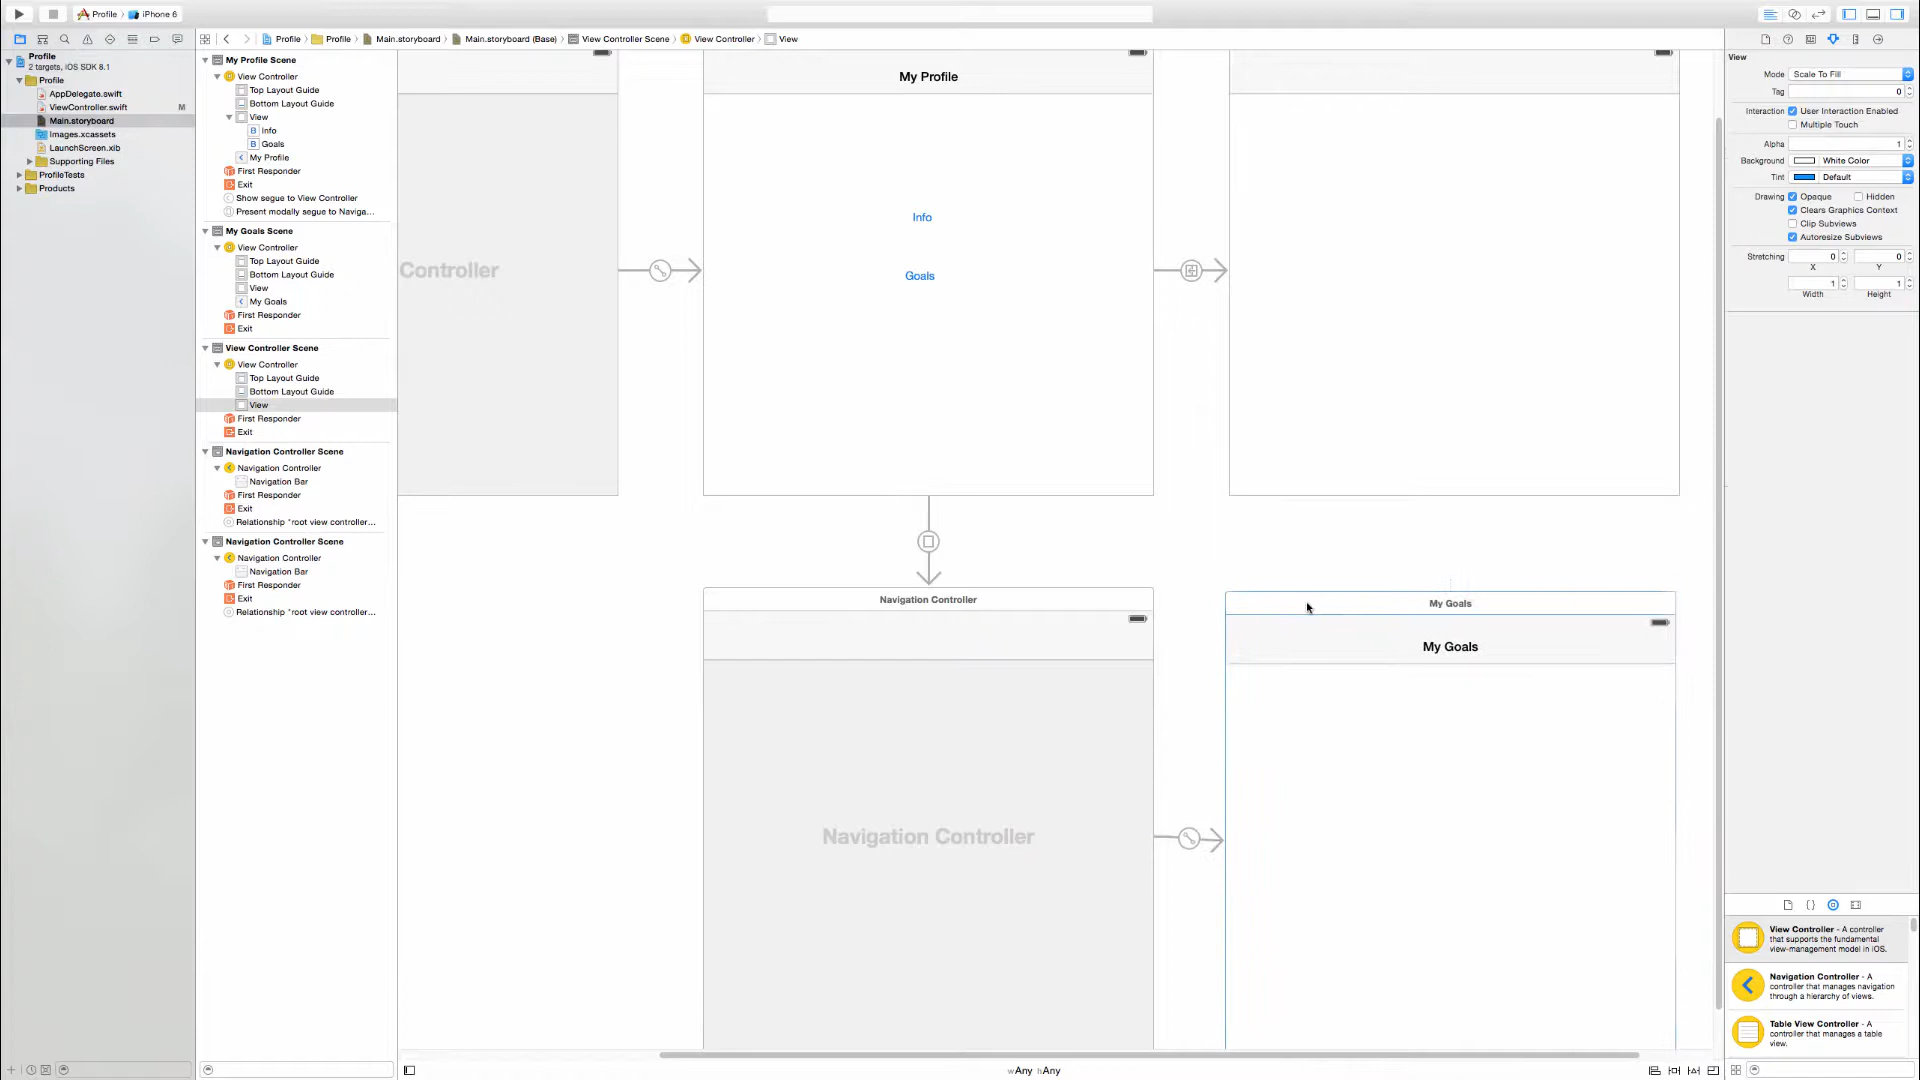 Profile
iPhone 6
Profile
Profile
Main.storyboard
Main.storyboard (Base)
View Controller Scene
View Controller
View
Profile
2 targets, iOS SDK 8.1
Profile
AppDelegate.swift
ViewController.swift
M
Main.storyboard
Images.xcassets
LaunchScreen.xib
Supporting Files
ProfileTests
Products
My Profile Scene
View Controller
Top Layout Guide
Bottom Layout Guide
View
B Info
B Goals
My Profile
First Responder
Exit
Show segue to View Controller
Present modally segue to Naviga...
My Goals Scene
View Controller
Top Layout Guide
Bottom Layout Guide
View
My Goals
First Responder
Exit
View Controller Scene
View Controller
Top Layout Guide
Bottom Layout Guide
View
First Responder
Exit
Navigation Controller Scene
Navigation Controller
Navigation Bar
First Responder
Exit
Relationship "root view controller...
Navigation Controller Scene
Navigation Controller
Navigation Bar
First Responder
Exit
Relationship "root view controller...
Controller
My Profile
Info
Goals
Navigation Controller
Navigation Controller
My Goals
My Goals
wAny hAny
View
Mode Scale To Fill
Tag 0
Interaction User Interaction Enabled
Multiple Touch
Alpha 1
Background White Color
Tint Default
Drawing Opaque Hidden
Clears Graphics Context
Clip Subviews
Autoresize Subviews
Stretching 0 0
X Y
1 1
Width Height
View Controller - A controller
that supports the fundamental
view-management model in iOS.
Navigation Controller - A
controller that manages navigation
through a hierarchy of views.
Table View Controller - A
controller that manages a table
view.